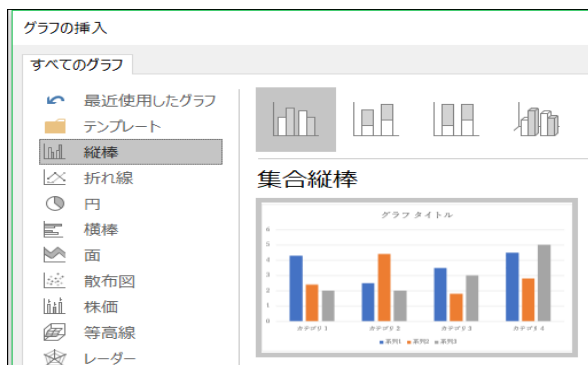 グラフの挿入
すべてのグラフ
最近使用したグラフ
テンプレート
縦棒
折れ線
円
横棒
面
散布図
株価
等高線
レーダー
集合縦棒
グラフ タイトル
6
5
4
3
2
1
0
カテゴリ 1 カテゴリ 2 カテゴリ 3 カテゴリ 4
系列1 系列2 系列3